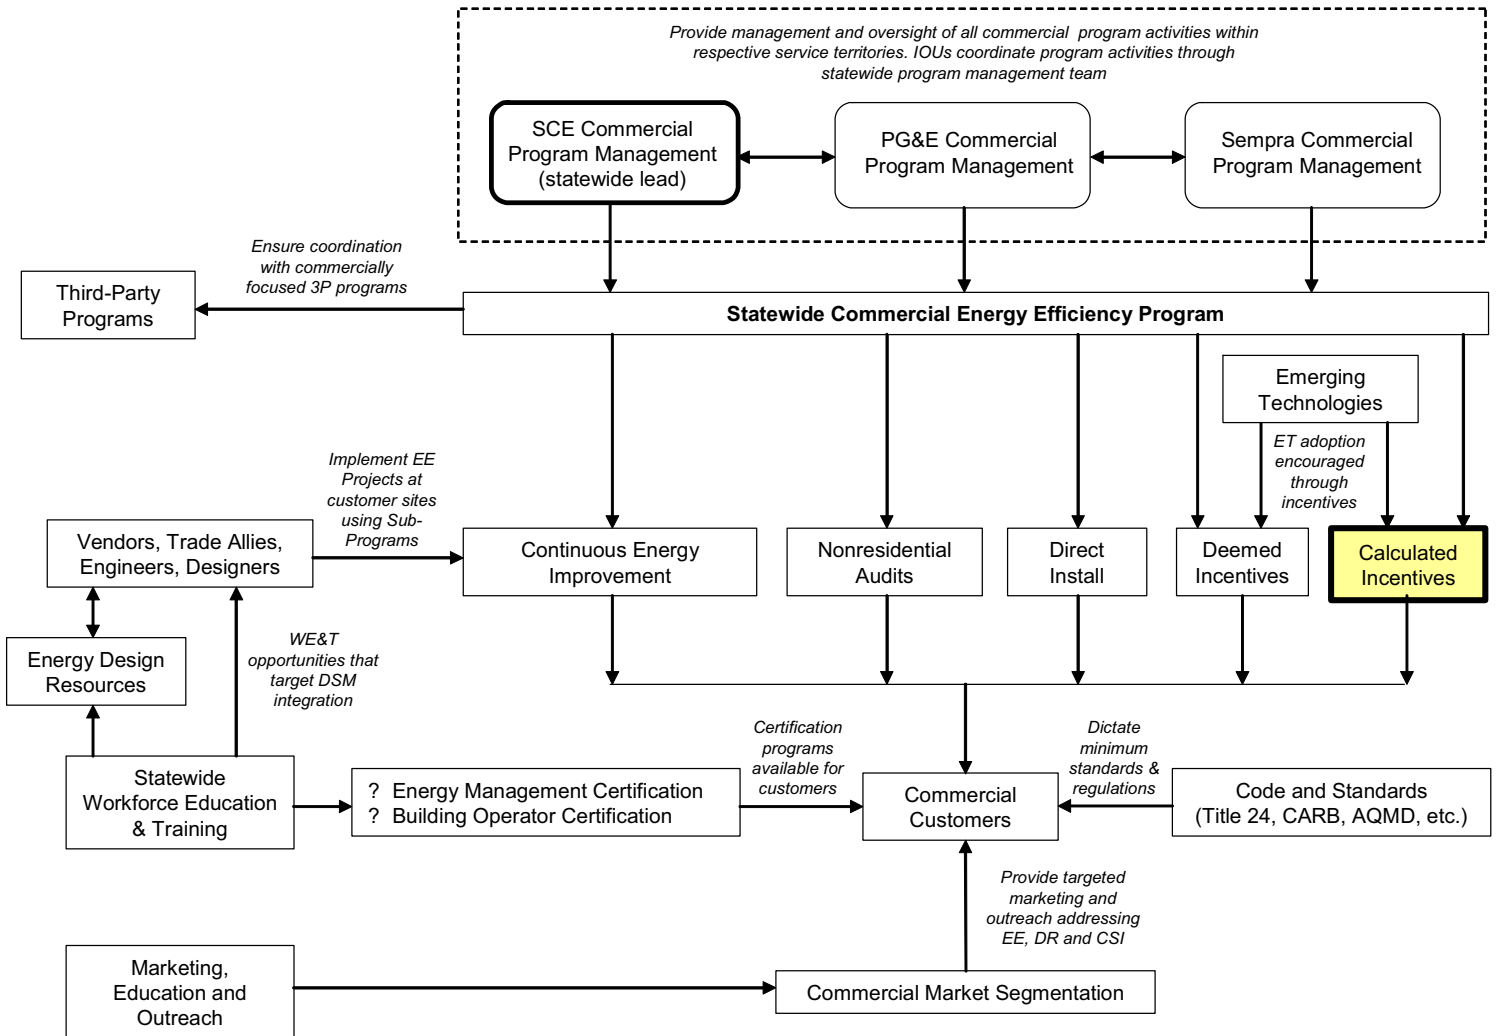 Provide management and oversight of all commercial program activities within
respective service territories. IOUs coordinate program activities through
statewide program management team
SCE Commercial
Program Management
(statewide lead)
PG&E Commercial
Program Management
Sempra Commercial
Program Management
Ensure coordination
with commercially
focused 3P programs
Third-Party
Programs
Statewide Commercial Energy Efficiency Program
Emerging
Technologies
ET adoption
encouraged
through
incentives
Implement EE
Projects at
customer sites
using Sub-
Programs
Vendors, Trade Allies,
Engineers, Designers
Continuous Energy
Improvement
Nonresidential
Audits
Direct
Install
Deemed
Incentives
Calculated
Incentives
Energy Design
Resources
WE&T
opportunities that
target DSM
integration
Certification
programs
available for
customers
Dictate
minimum
standards &
regulations
Statewide
Workforce Education
& Training
? Energy Management Certification
? Building Operator Certification
Commercial
Customers
Code and Standards
(Title 24, CARB, AQMD, etc.)
Provide targeted
marketing and
outreach addressing
EE, DR and CSI
Marketing,
Education and
Outreach
Commercial Market Segmentation